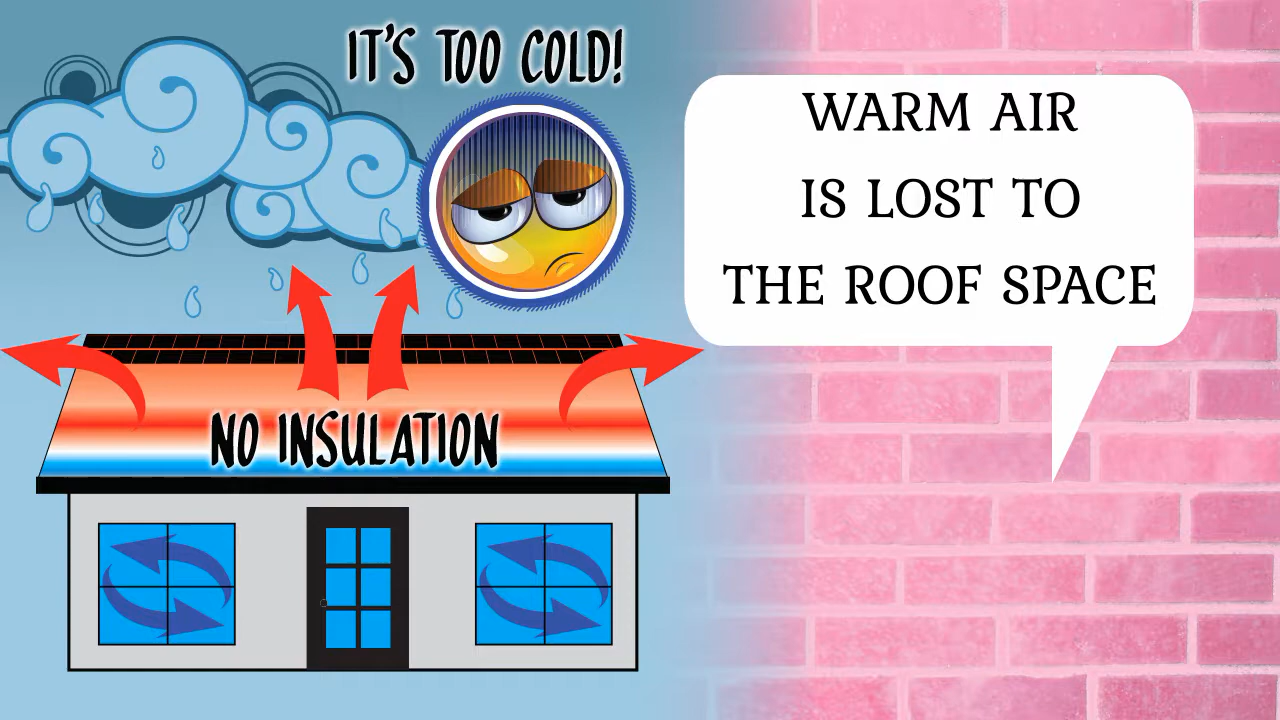 IT'S TOO COLD!
WARM AIR
IS LOST TO
THE ROOF SPACE
NO INSULATION